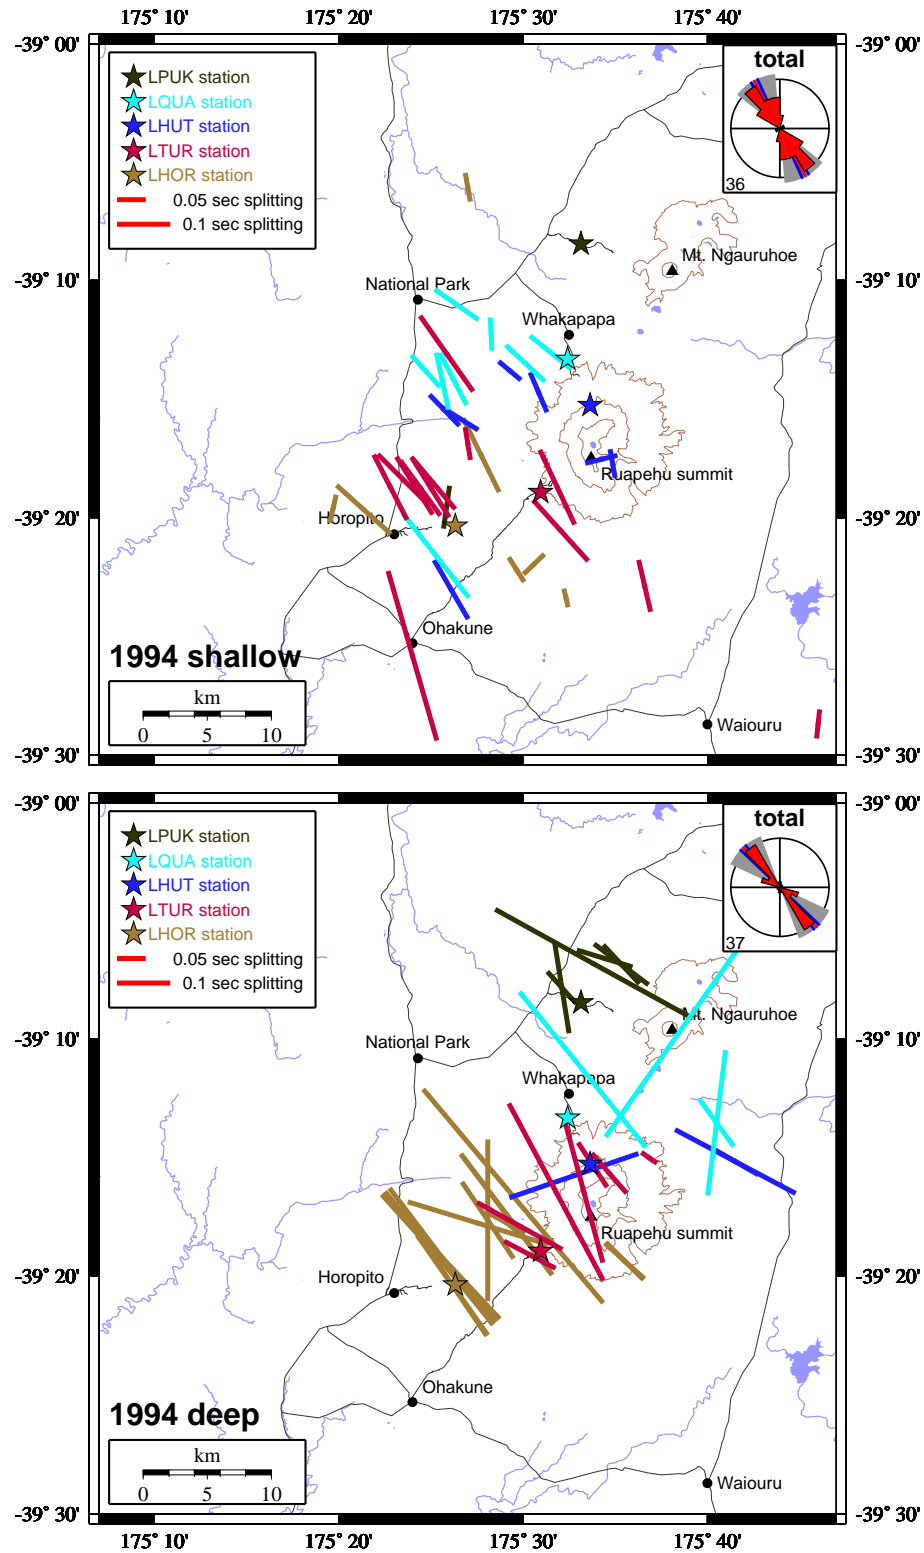 175° 10' 175° 20' 175° 30' 175° 40'
-39° 00' -39° 00'
total
36
LPUK station
LQUA station
LHUT station
LTUR station
LHOR station
0.05 sec splitting
0.1 sec splitting
Mt. Ngauruhoe
-39° 10' -39° 10'
National Park
Whakapapa
Ruapehu summit
Horopito
-39° 20' -39° 20'
Ohakune
1994 shallow
km
0 5 10
Waiouru
-39° 30' -39° 30'
-39° 00' -39° 00'
total
37
LPUK station
LQUA station
LHUT station
LTUR station
LHOR station
0.05 sec splitting
0.1 sec splitting
Mt. Ngauruhoe
-39° 10' -39° 10'
National Park
Whakapapa
Ruapehu summit
Horopito
-39° 20' -39° 20'
Ohakune
1994 deep
km
0 5 10
Waiouru
-39° 30' -39° 30'
175° 10' 175° 20' 175° 30' 175° 40'